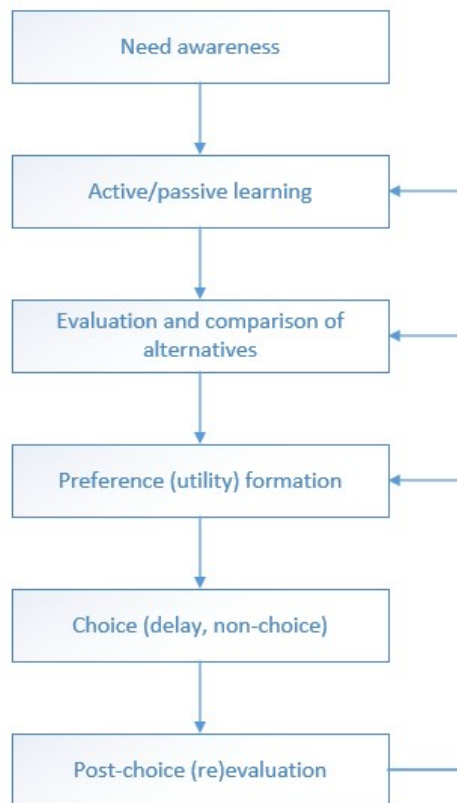 Need awareness
Active/passive learning
Evaluation and comparison of
alternatives
Preference (utility) formation
Choice (delay, non-choice)
Post-choice (re)evaluation